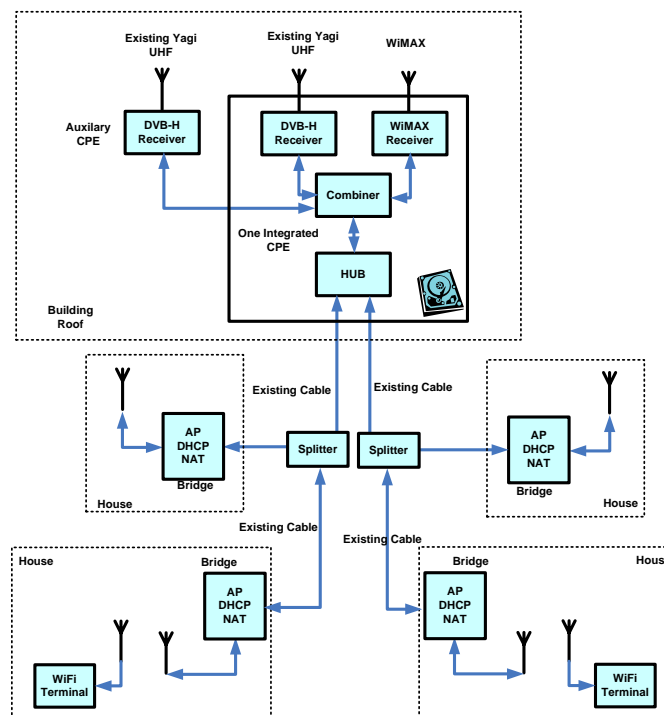 Existing Yagi
UHF
Existing Yagi
UHF
WiMAX
Auxilary
CPE
DVB-H
Receiver
DVB-H
Receiver
WiMAX
Receiver
Combiner
One Integrated
CPE
HUB
Building
Roof
Existing Cable
Existing Cable
AP
DHCP
NAT
Bridge
House
Splitter
Splitter
AP
DHCP
NAT
Bridge
House
Existing Cable
Existing Cable
House
Bridge
AP
DHCP
NAT
WiFi
Terminal
Bridge
Hous
AP
DHCP
NAT
WiFi
Terminal